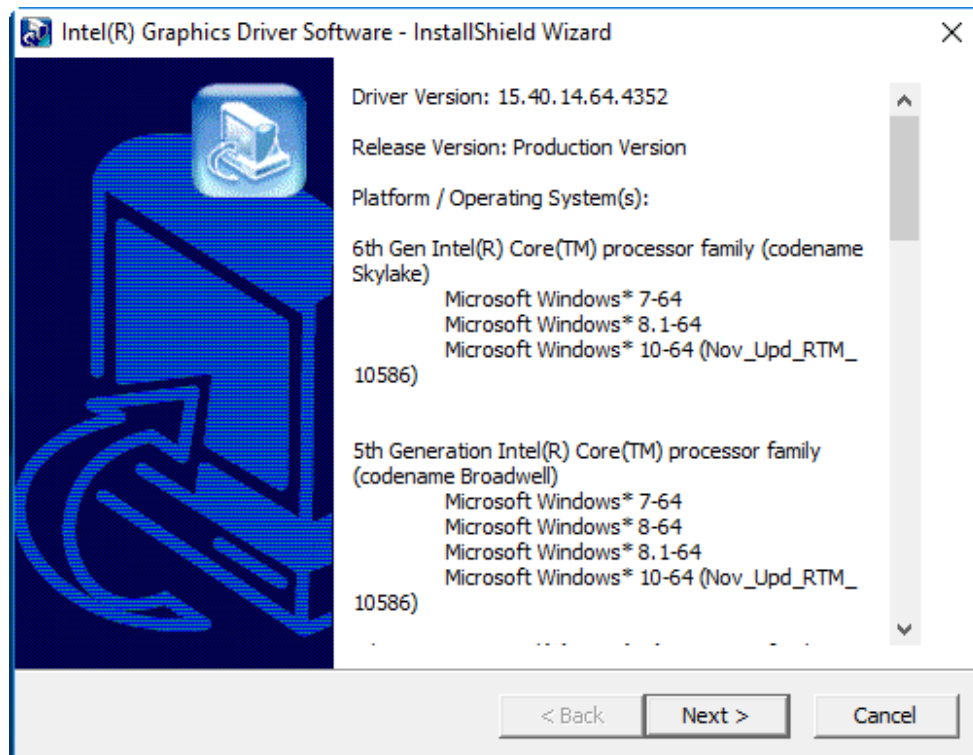 Intel(R) Graphics Driver Software - InstallShield Wizard
Driver Version: 15.40.14.64.4352
Release Version: Production Version
Platform / Operating System(s):
6th Gen Intel(R) Core(TM) processor family (codename
Skylake)
Microsoft Windows* 7-64
Microsoft Windows* 8.1-64
Microsoft Windows* 10-64 (Nov_Upd_RTM_
10586)
5th Generation Intel(R) Core(TM) processor family
(codename Broadwell)
Microsoft Windows* 7-64
Microsoft Windows* 8-64
Microsoft Windows* 8.1-64
Microsoft Windows* 10-64 (Nov_Upd_RTM_
10586)
< Back
Next >
Cancel